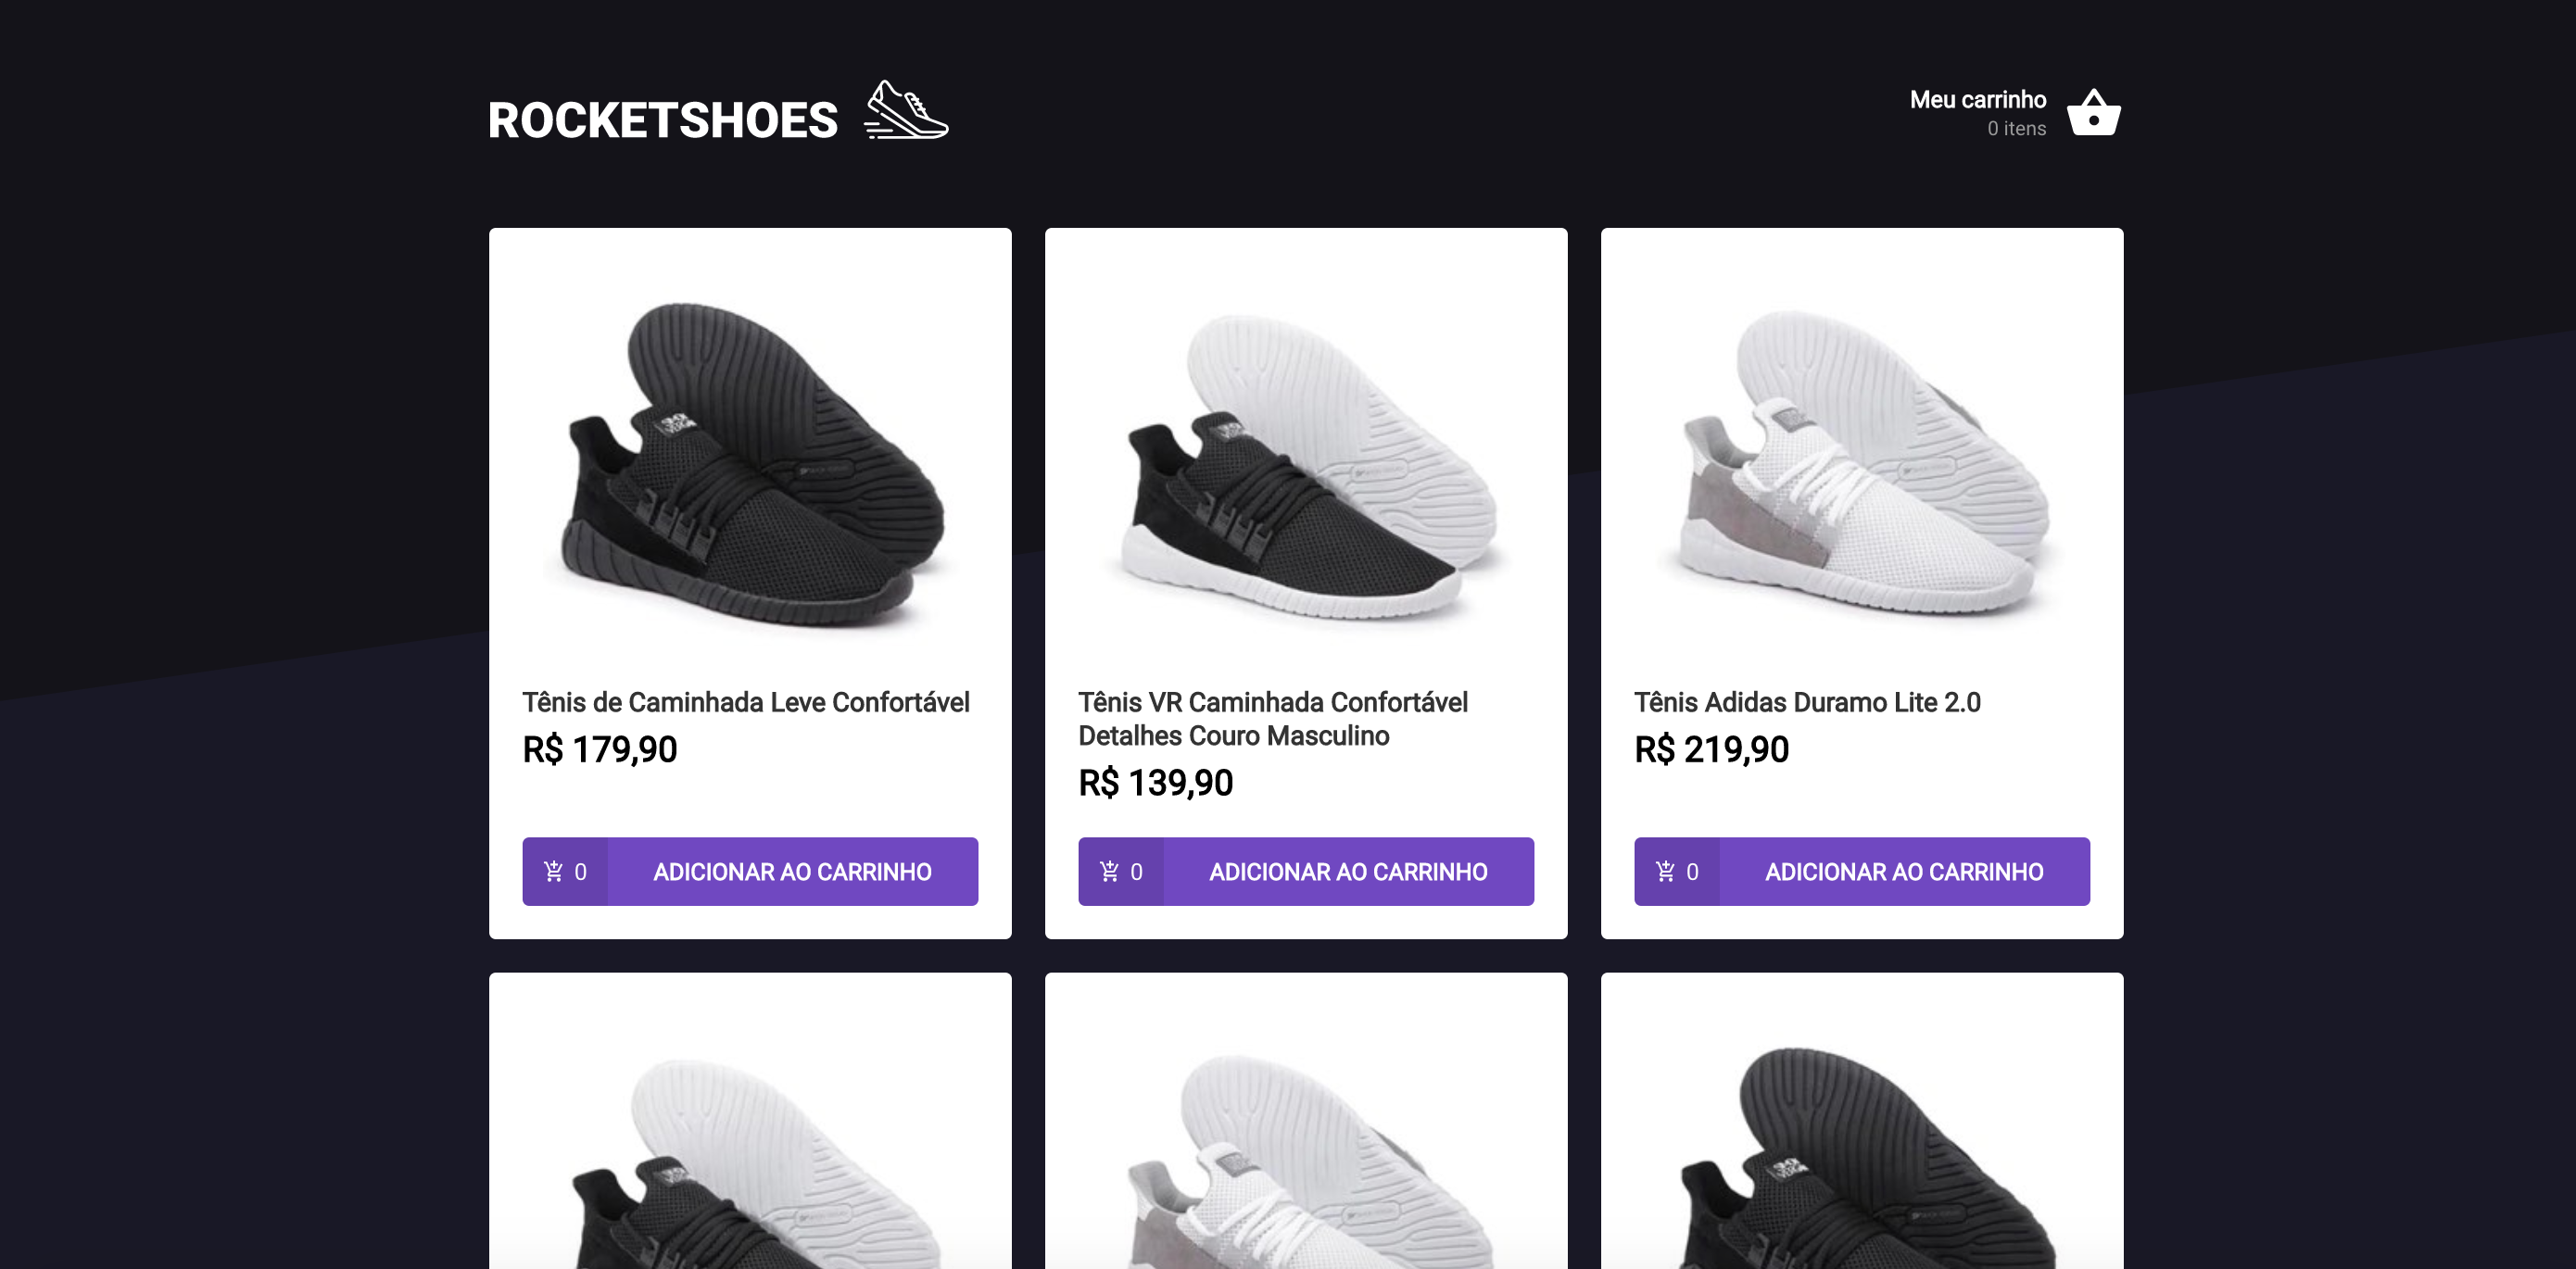 ROCKETSHOES
Meu carrinho
0 itens
Tênis de Caminhada Leve Confortável
R$ 179,90
0 ADICIONAR AO CARRINHO
Tênis VR Caminhada Confortável
Detalhes Couro Masculino
R$ 139,90
0 ADICIONAR AO CARRINHO
Tênis Adidas Duramo Lite 2.0
R$ 219,90
0 ADICIONAR AO CARRINHO